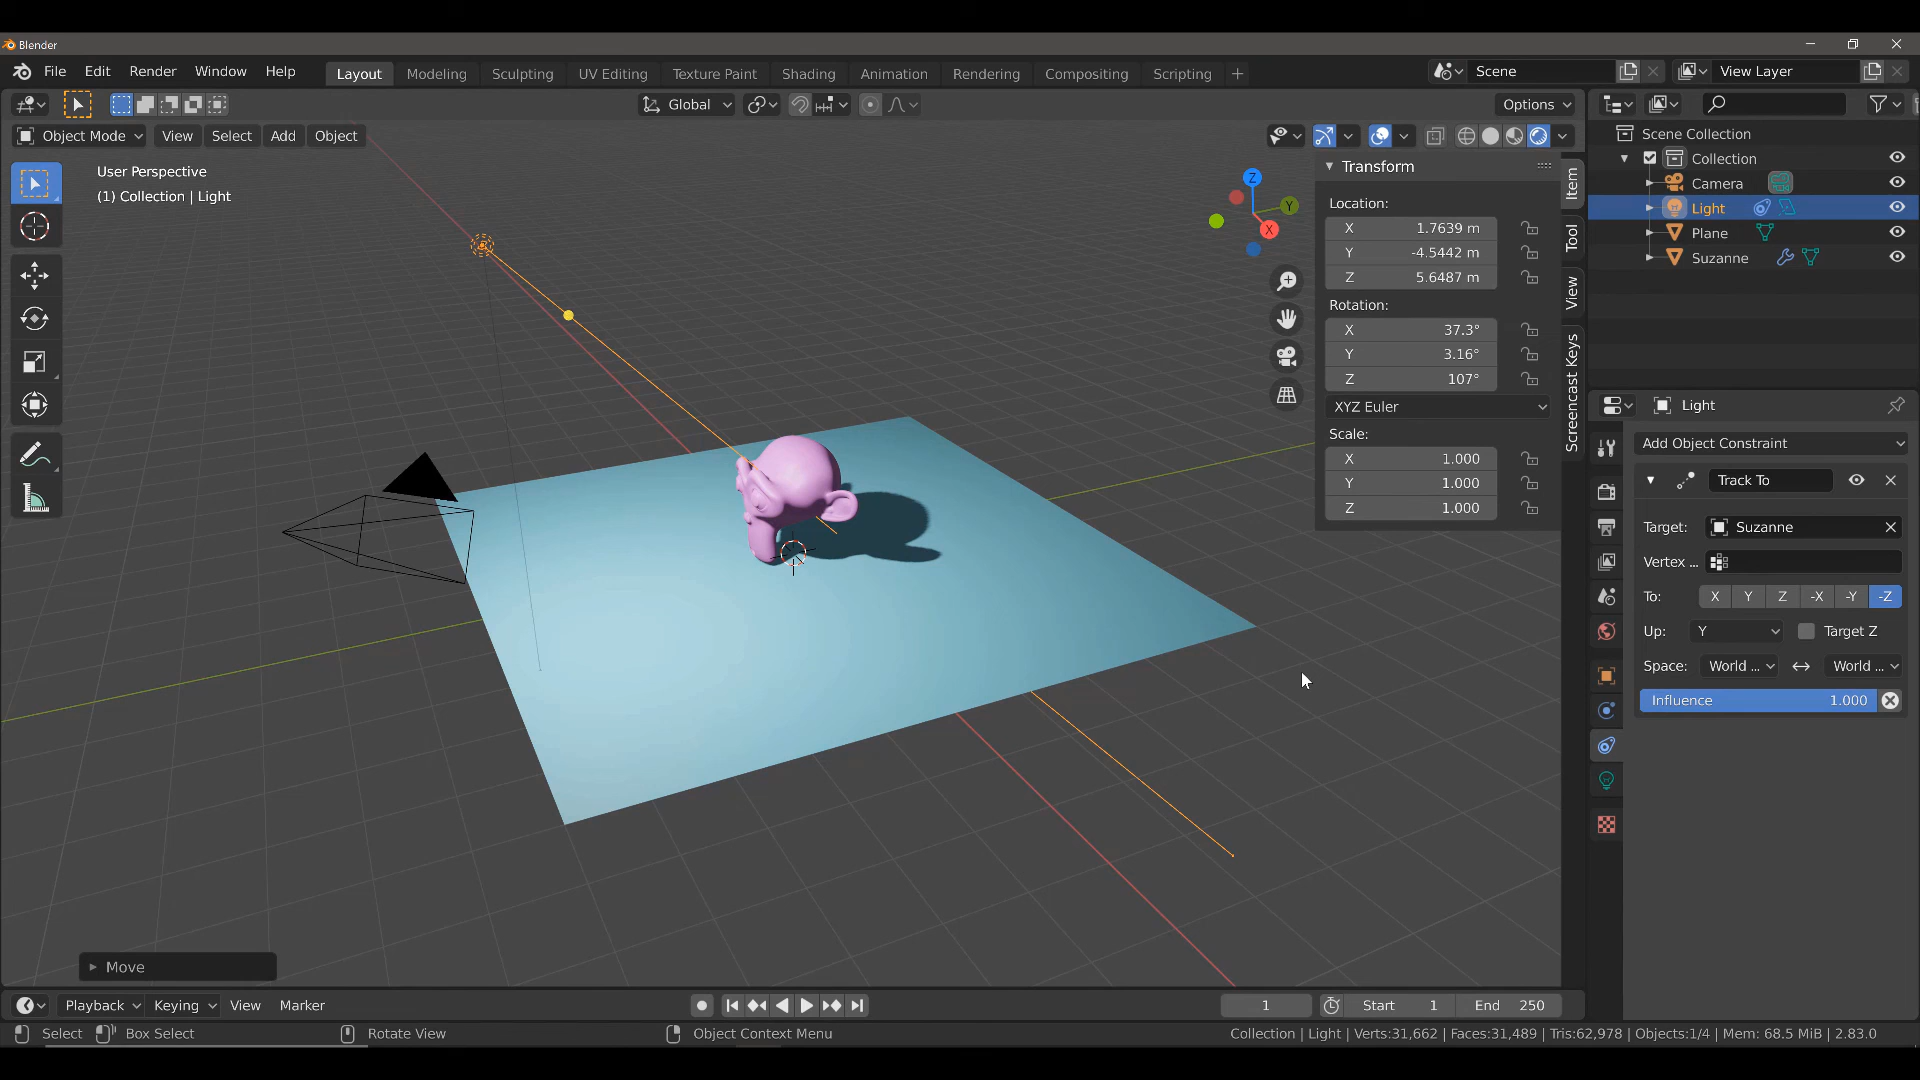 Blender
File Edit Render Window Help Layout Modeling Sculpting UV Editing Texture Paint Shading Animation Rendering Compositing Scripting + Scene View Layer
Global Options
Object Mode View Select Add Object
User Perspective
(1) Collection | Light
Z
Y
X
Transform
Location:
X 1.7639 m
Y -4.5442 m
Z 5.6487 m
Rotation:
X 37.3°
Y 3.16°
Z 107°
XYZ Euler
Scale:
X 1.000
Y 1.000
Z 1.000
Item
Tool
View
Screencast Keys
Scene Collection
Collection
Camera
Light
Plane
Suzanne
Light
Add Object Constraint
Track To
Target: Suzanne
Vertex ...
To: X Y Z -X -Y -Z
Up: Y Target Z
Space: World ... World ...
Influence 1.000
Move
Playback Keying View Marker 1 Start 1 End 250
Select Box Select Rotate View Object Context Menu Collection | Light | Verts:31,662 | Faces:31,489 | Tris:62,978 | Objects:1/4 | Mem: 68.5 MiB | 2.83.0